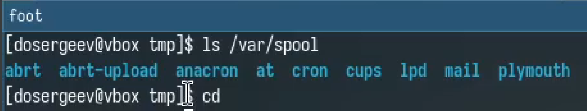 foot
[dosergeev@vbox tmp]$ ls /var/spool
abrt abrt-upload anacron at cron cups lpd mail plymouth
[dosergeev@vbox tmp]$ cd